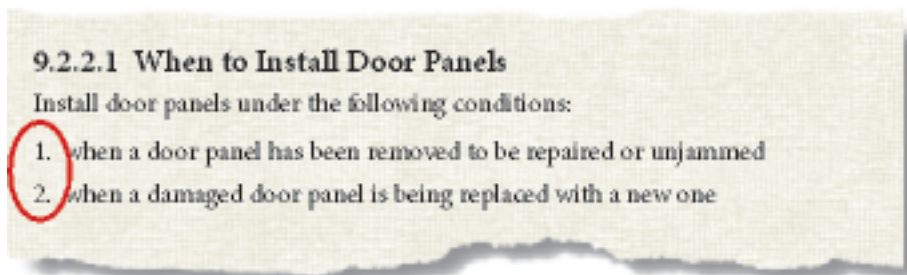 9.2.2.1 When to Install Door Panels
Install door panels under the following conditions:
1. when a door panel has been removed to be repaired or unjammed
2. when a damaged door panel is being replaced with a new one